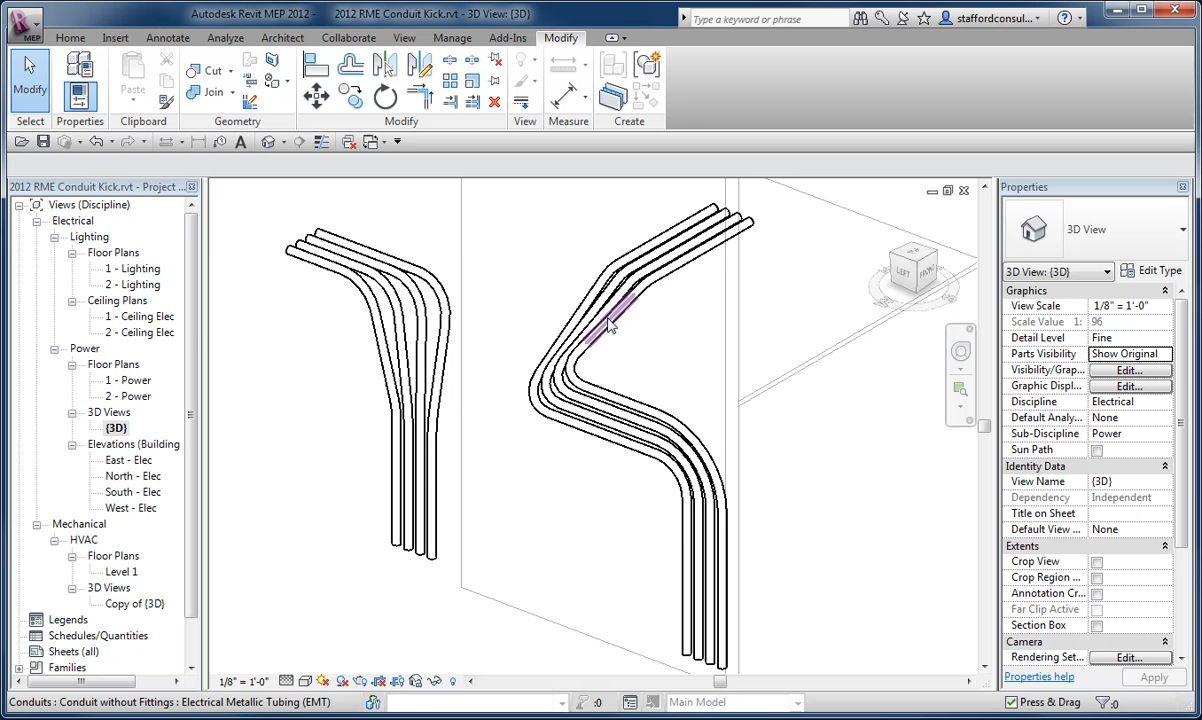 Autodesk Revit MEP 2012 - 2012 RME Conduit Kick.rvt - 3D View: {3D}
Type a keyword or phrase
staffordconsul...
MEP
Home Insert Annotate Analyze Architect Collaborate View Manage Add-Ins Modify
Modify
Paste
Cut
Join
Select Properties Clipboard Geometry Modify View Measure Create
2012 RME Conduit Kick.rvt - Project ...
Views (Discipline)
Electrical
Lighting
Floor Plans
1 - Lighting
2 - Lighting
Ceiling Plans
1 - Ceiling Elec
2 - Ceiling Elec
Power
Floor Plans
1 - Power
2 - Power
3D Views
{3D}
Elevations (Building
East - Elec
North - Elec
South - Elec
West - Elec
Mechanical
HVAC
Floor Plans
Level 1
3D Views
Copy of {3D}
Legends
Schedules/Quantities
Sheets (all)
Families
LEFT
FRONT
Properties
3D View
3D View: {3D}
Edit Type
Graphics
View Scale 1/8" = 1'-0"
Scale Value 1: 96
Detail Level Fine
Parts Visibility Show Original
Visibility/Grap... Edit...
Graphic Displ... Edit...
Discipline Electrical
Default Analy... None
Sub-Discipline Power
Sun Path
Identity Data
View Name {3D}
Dependency Independent
Title on Sheet
Default View ... None
Extents
Crop View
Crop Region ...
Annotation Cr...
Far Clip Active
Section Box
Camera
Rendering Set... Edit...
Properties help
Apply
1/8" = 1'-0"
Conduits : Conduit without Fittings : Electrical Metallic Tubing (EMT)
:0
Main Model
Press & Drag
:0